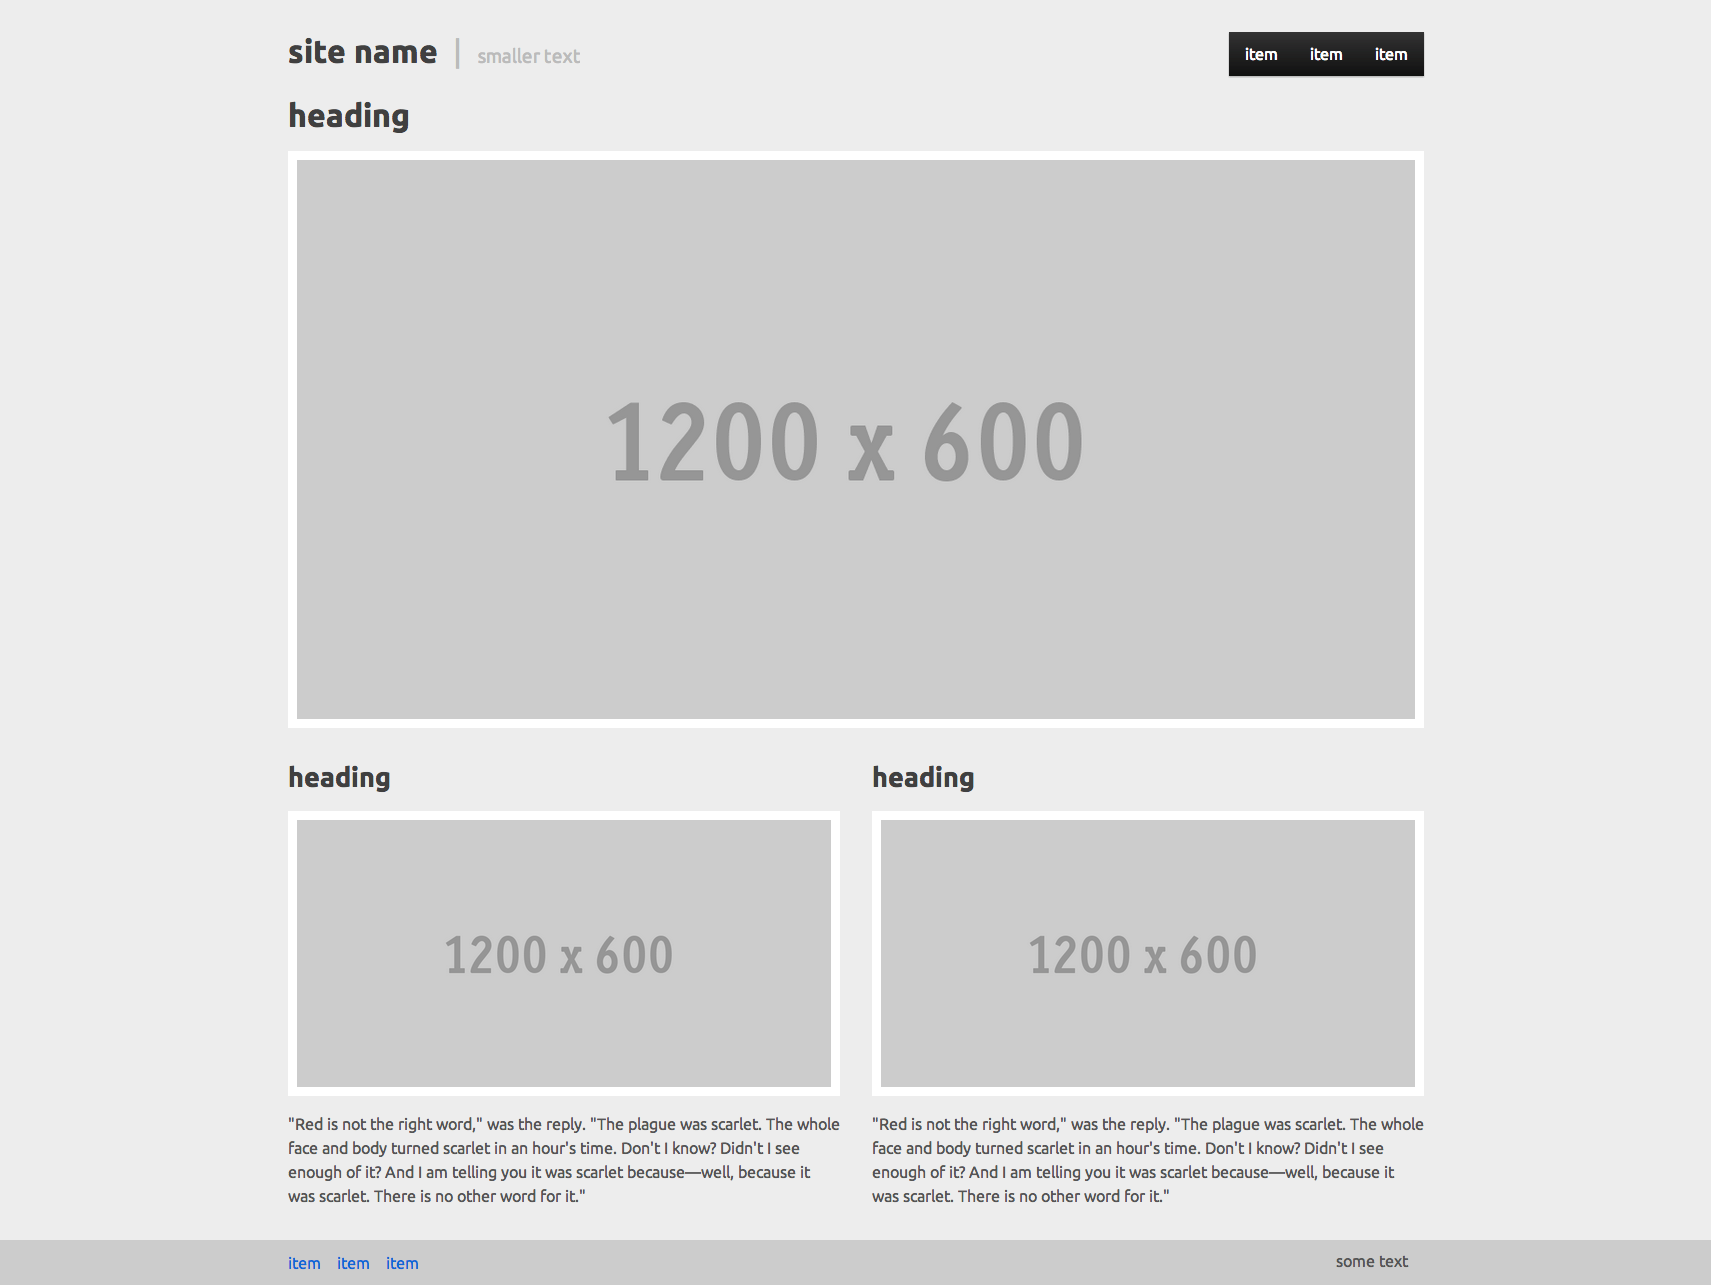 site name | smaller text
item item item
heading
1200 x 600
heading
1200 x 600
"Red is not the right word," was the reply. "The plague was scarlet. The whole
face and body turned scarlet in an hour's time. Don't I know? Didn't I see
enough of it? And I am telling you it was scarlet because—well, because it
was scarlet. There is no other word for it."
heading
1200 x 600
"Red is not the right word," was the reply. "The plague was scarlet. The whole
face and body turned scarlet in an hour's time. Don't I know? Didn't I see
enough of it? And I am telling you it was scarlet because—well, because it
was scarlet. There is no other word for it."
item item item
some text